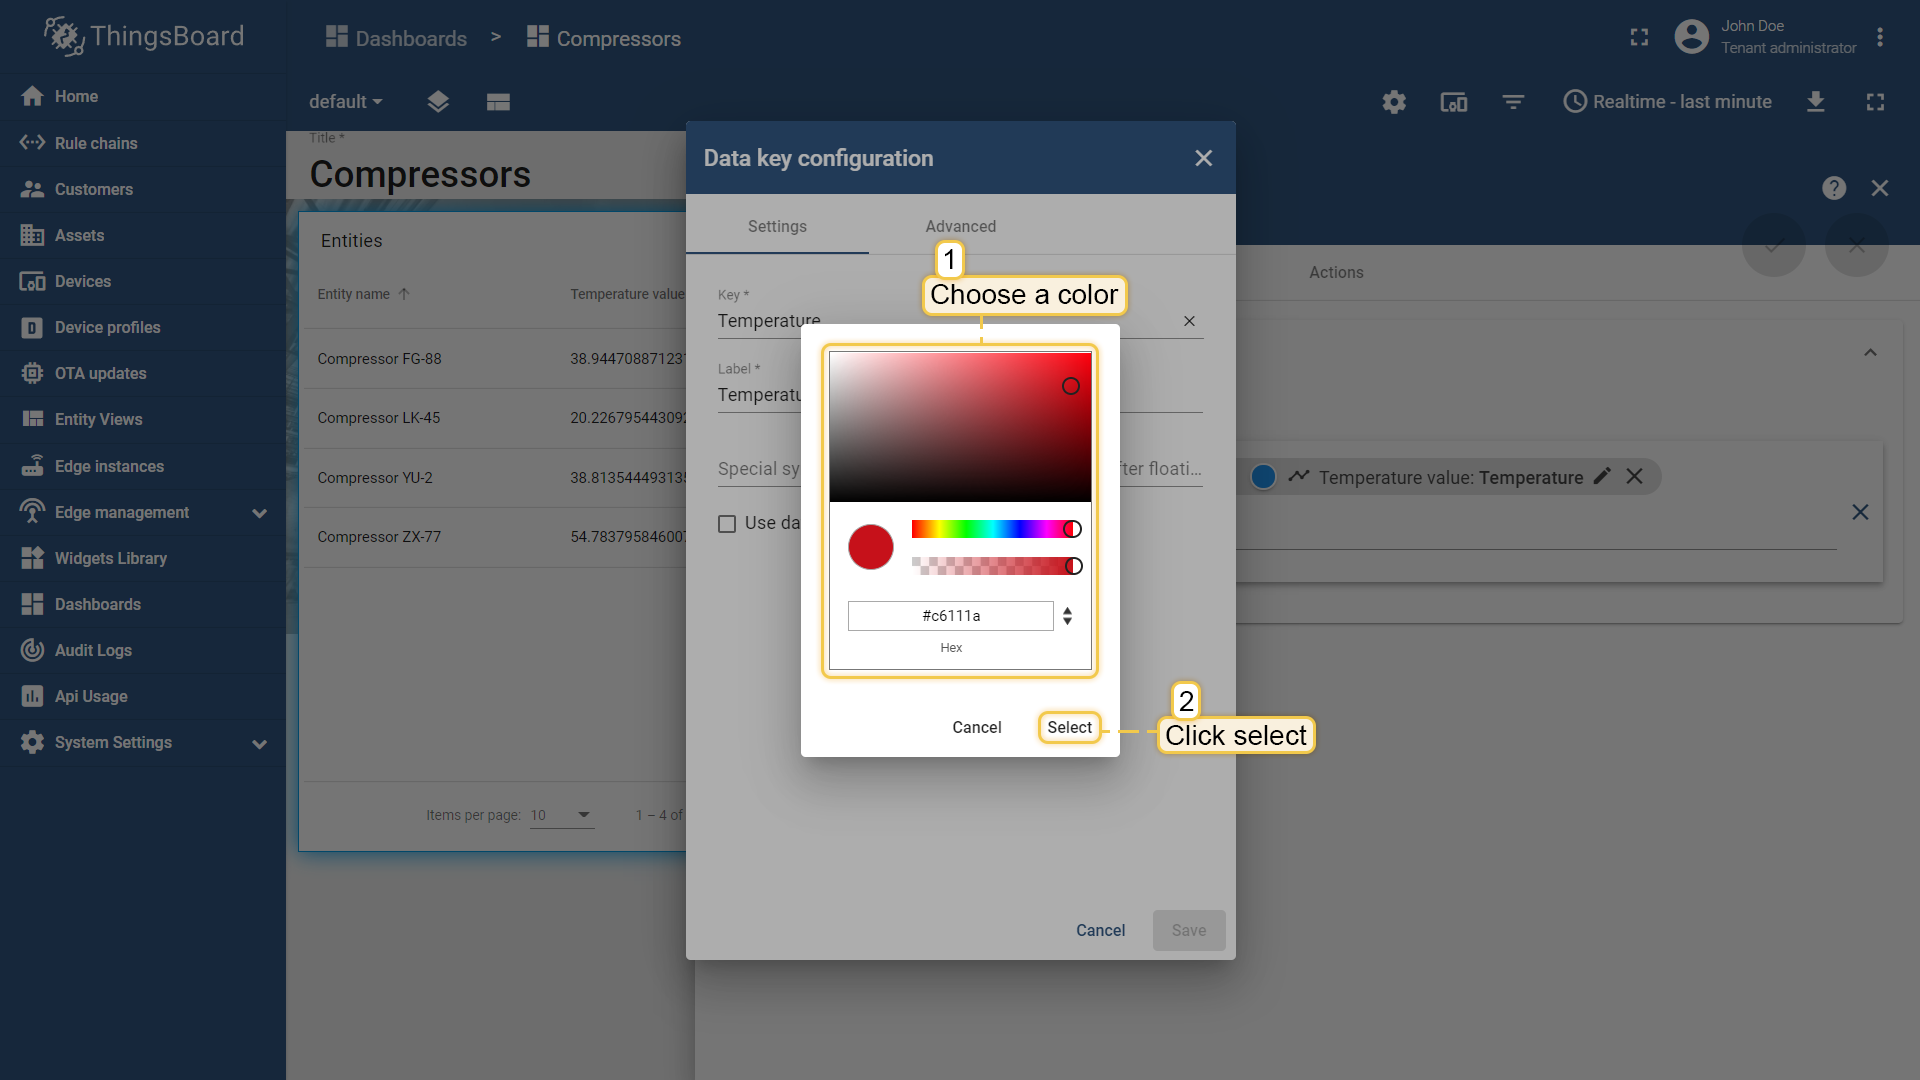 ThingsBoard
Dashboards > Compressors
John Doe
Tenant administrator
Home
Rule chains
Customers
Assets
Devices
Device profiles
OTA updates
Entity Views
Edge instances
Edge management
Widgets Library
Dashboards
Audit Logs
Api Usage
System Settings
default
Realtime - last minute
Title *
Compressors
Entities
Entity name
Temperature value
Compressor FG-88
38.944708871237
Compressor LK-45
20.226795443092
Compressor YU-2
38.813544493135
Compressor ZX-77
54.783795846007
Items per page: 10
1 – 4 of
Data key configuration
Settings
Advanced
1
Choose a color
Key *
Temperature
Label *
Temperatu
Special sy
fter floati...
Use da
#c6111a
Hex
Cancel
Select
2
Click select
Cancel
Save
Actions
Temperature value: Temperature